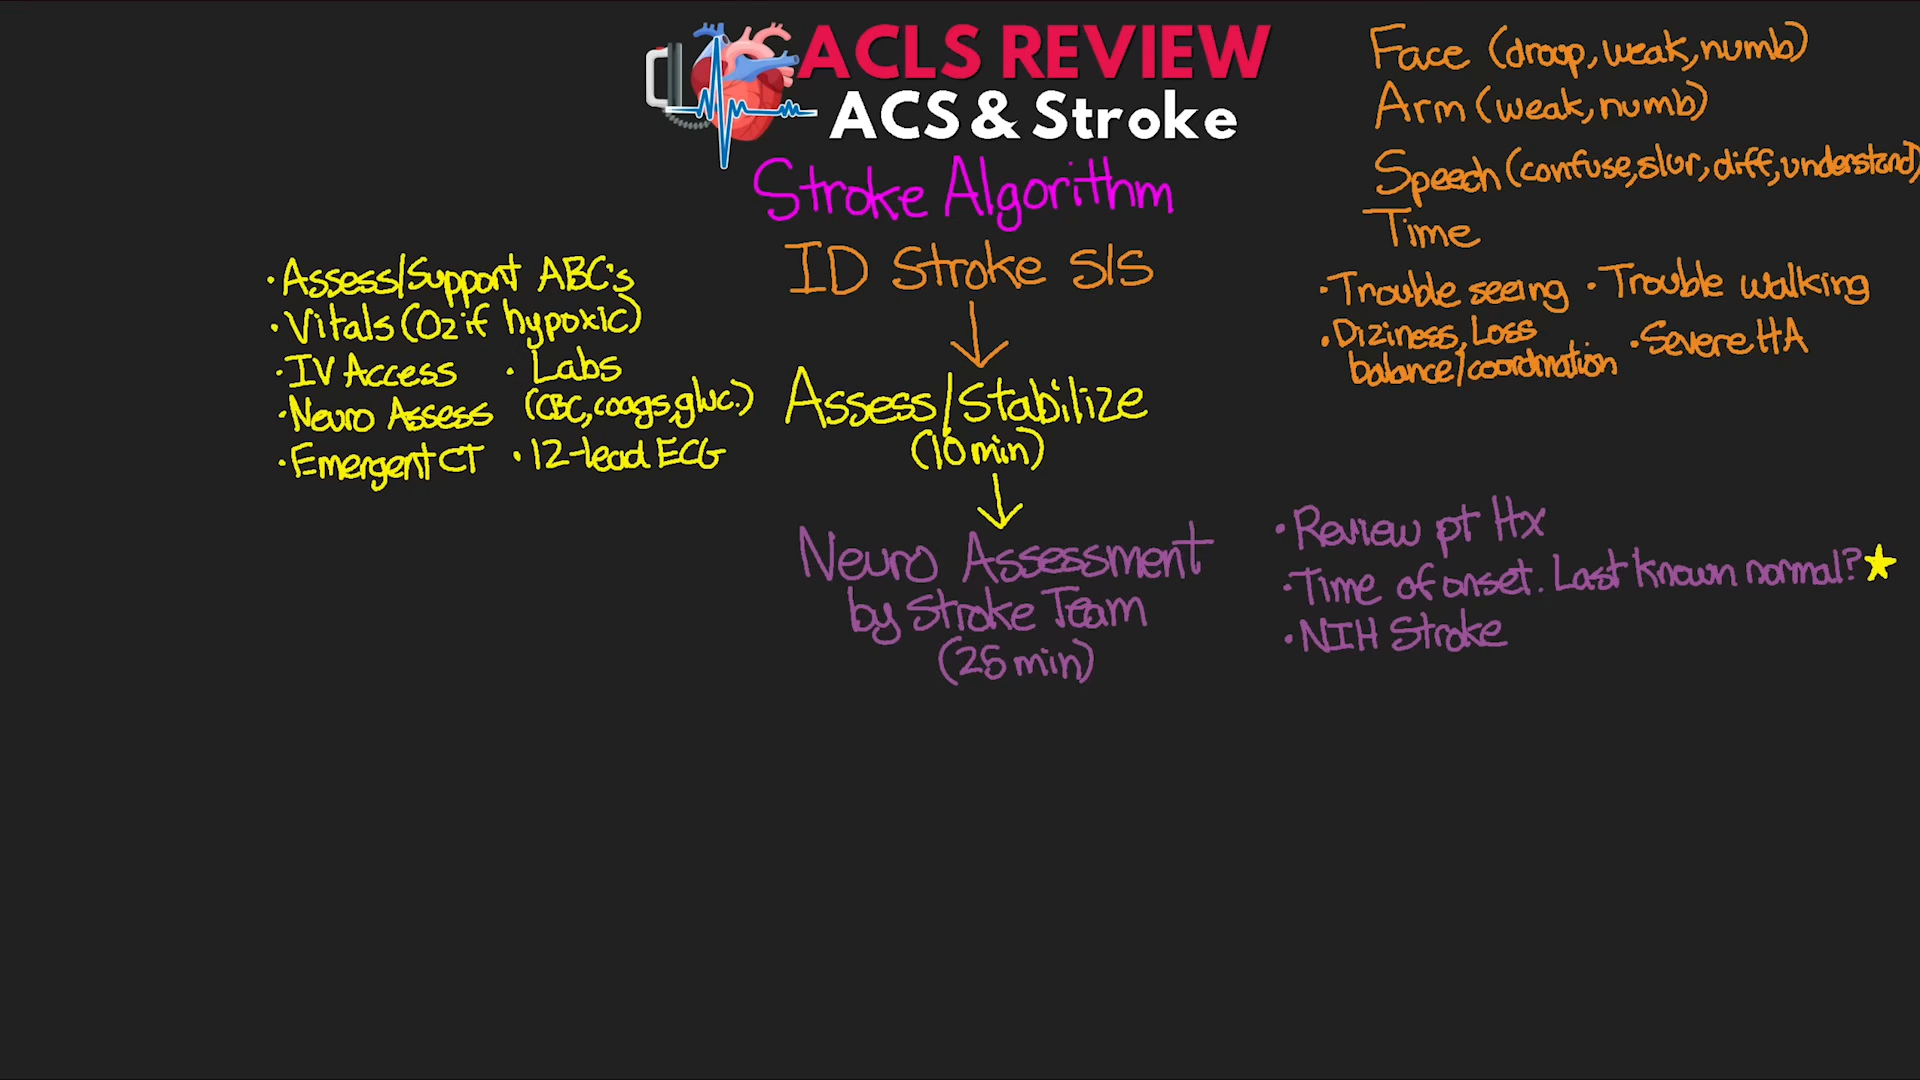 ACLS REVIEW
ACS & Stroke
Stroke Algorithm
ID Stroke S/S
Face (droop, weak, numb)
Arm (weak, numb)
Speech (confuse, slur, diff, understand)
Time
• Trouble seeing • Trouble walking
• Diziness, Loss balance/coordination • Severe HA
• Assess/Support ABC's
• Vitals (O2 if hypoxic)
• IV Access • Labs
• Neuro Assess (CBC, coags, gluc.)
• Emergent CT • 12-lead ECG
Assess/Stabilize
(10 min)
Neuro Assessment
by Stroke Team
(25 min)
• Review pt Hx
• Time of onset. Last known normal?
• NIH Stroke